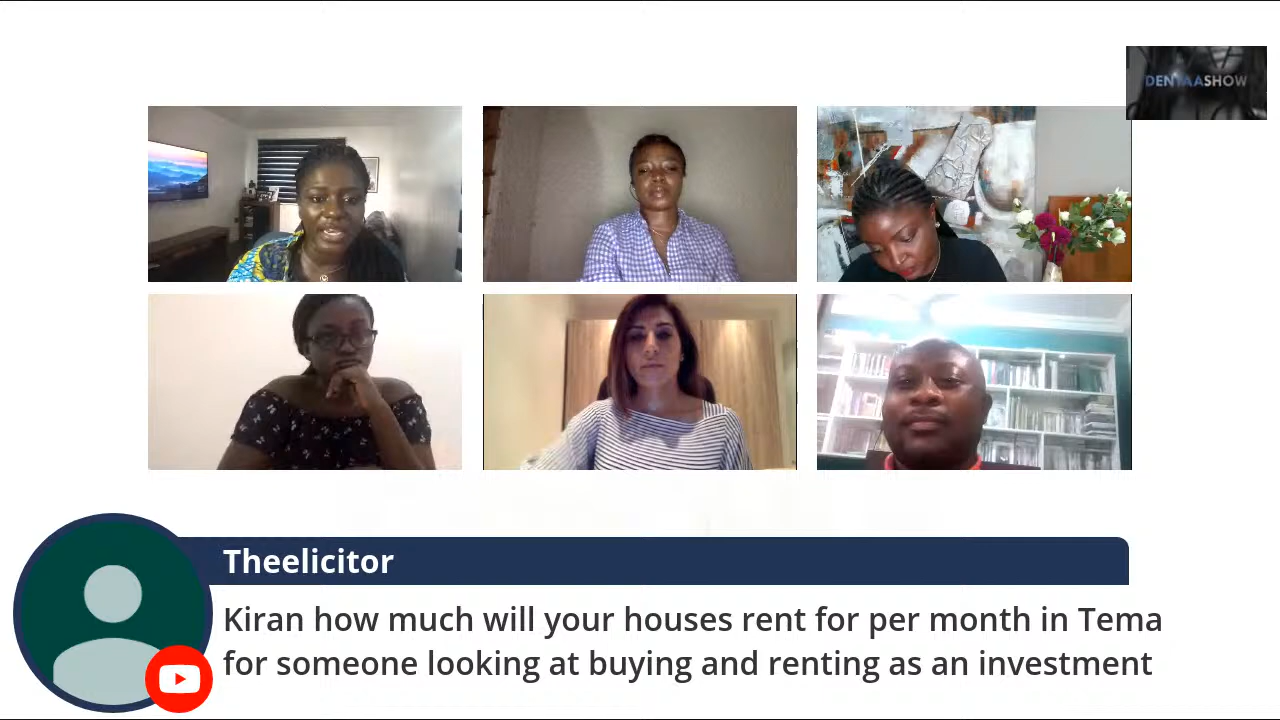 DENTAASHOW
Theelicitor
Kiran how much will your houses rent for per month in Tema
for someone looking at buying and renting as an investment